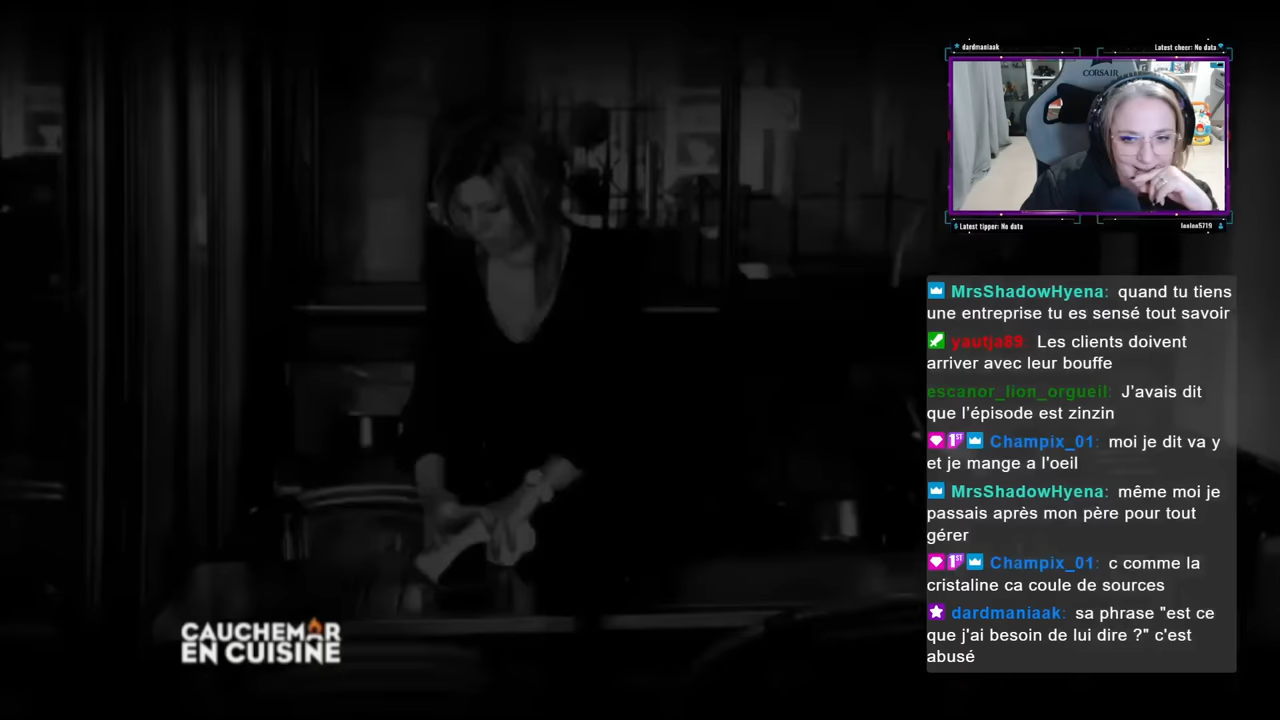 dardmaniaak
Latest cheer: No data
CORSAIR
Latest tipper: No data
MrsShadowHyena: quand tu tiens
une entreprise tu es sensé tout savoir
yautja89: Les clients doivent
arriver avec leur bouffe
escanor_lion_orgueil: J'avais dit
que l'épisode est zinzin
1ST Champix_01: moi je dit va y
et je mange a l'oeil
MrsShadowHyena: même moi je
passais après mon père pour tout
gérer
1ST Champix_01: c comme la
cristaline ca coule de sources
dardmaniaak: sa phrase "est ce
que j'ai besoin de lui dire ?" c'est
abusé
CAUCHEMAR
EN CUISINE